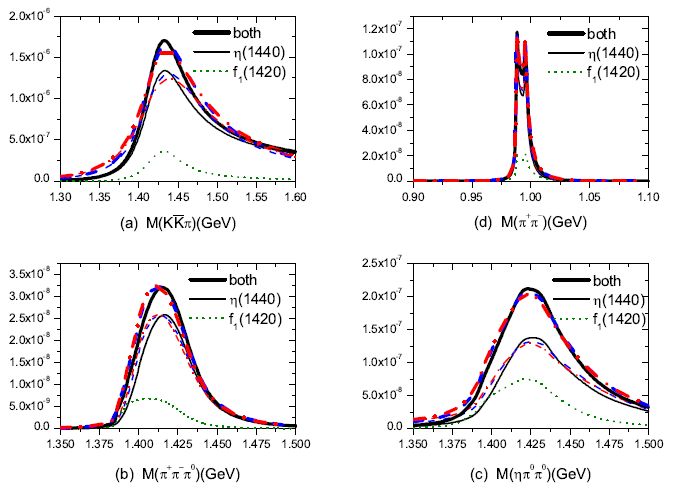 2.0x10⁻⁶
1.5x10⁻⁶
1.0x10⁻⁶
5.0x10⁻⁷
0.0
1.30 1.35 1.40 1.45 1.50 1.55 1.60
both
η(1440)
f₁(1420)
(a) M(KK̅π)(GeV)
1.2x10⁻⁷
1.0x10⁻⁷
8.0x10⁻⁸
6.0x10⁻⁸
4.0x10⁻⁸
2.0x10⁻⁸
0.0
0.90 0.95 1.00 1.05 1.10
both
η(1440)
f₁(1420)
(d) M(π⁺π⁻)(GeV)
3.5x10⁻⁸
3.0x10⁻⁸
2.5x10⁻⁸
2.0x10⁻⁸
1.5x10⁻⁸
1.0x10⁻⁸
5.0x10⁻⁹
0.0
1.350 1.375 1.400 1.425 1.450 1.475 1.500
both
η(1440)
f₁(1420)
(b) M(π⁺π⁻π⁰)(GeV)
2.5x10⁻⁷
2.0x10⁻⁷
1.5x10⁻⁷
1.0x10⁻⁷
5.0x10⁻⁸
0.0
1.350 1.375 1.400 1.425 1.450 1.475 1.500
both
η(1440)
f₁(1420)
(c) M(ηπ⁰π⁰)(GeV)